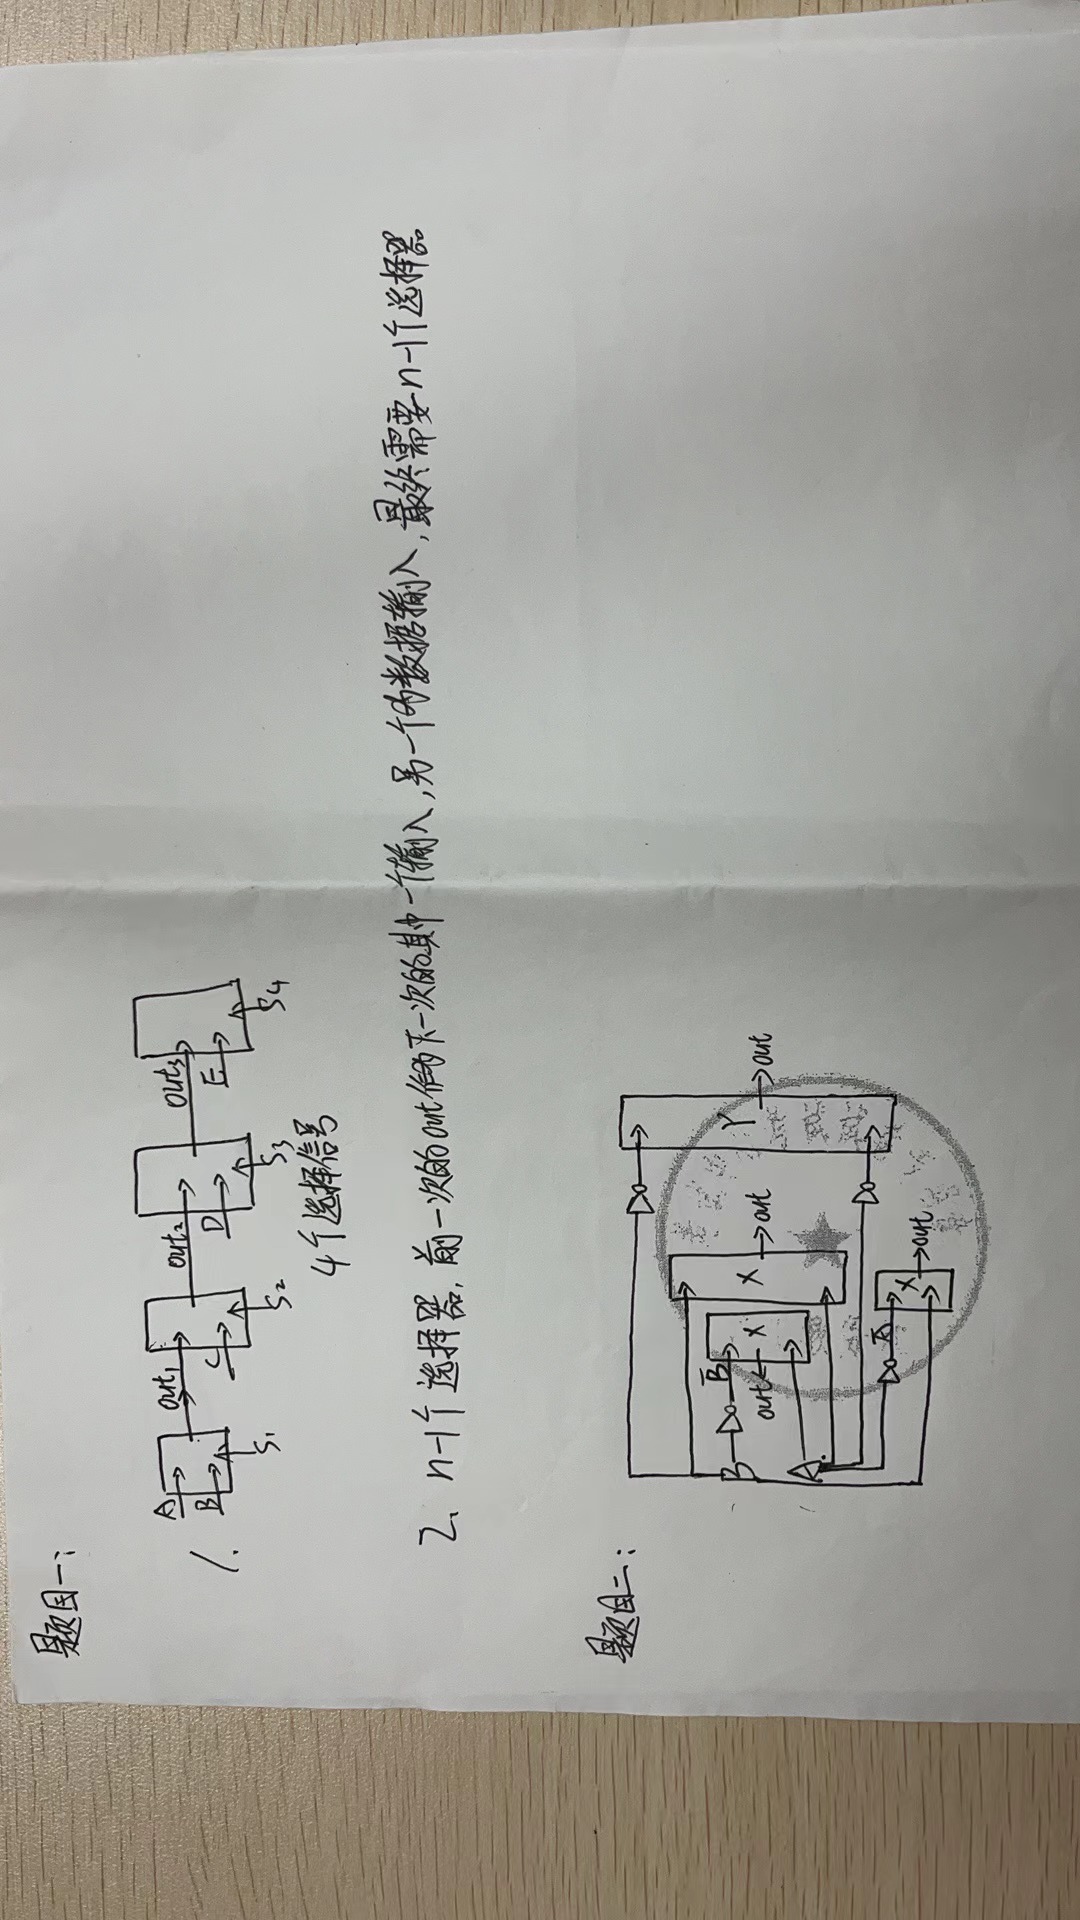 题目一:
1.
A
B
S₁
out₁
C
S₂
out₂
D
S₃
out₃
E
S₄
4个选择信号
2、n-1个选择器,前一次的out作为下一次的其中一个输入,另一个为数据输入,最终需要n-1个选择器
题目二:
B
B̅
X
out
A
X
out
Y
out
A̅
X
out